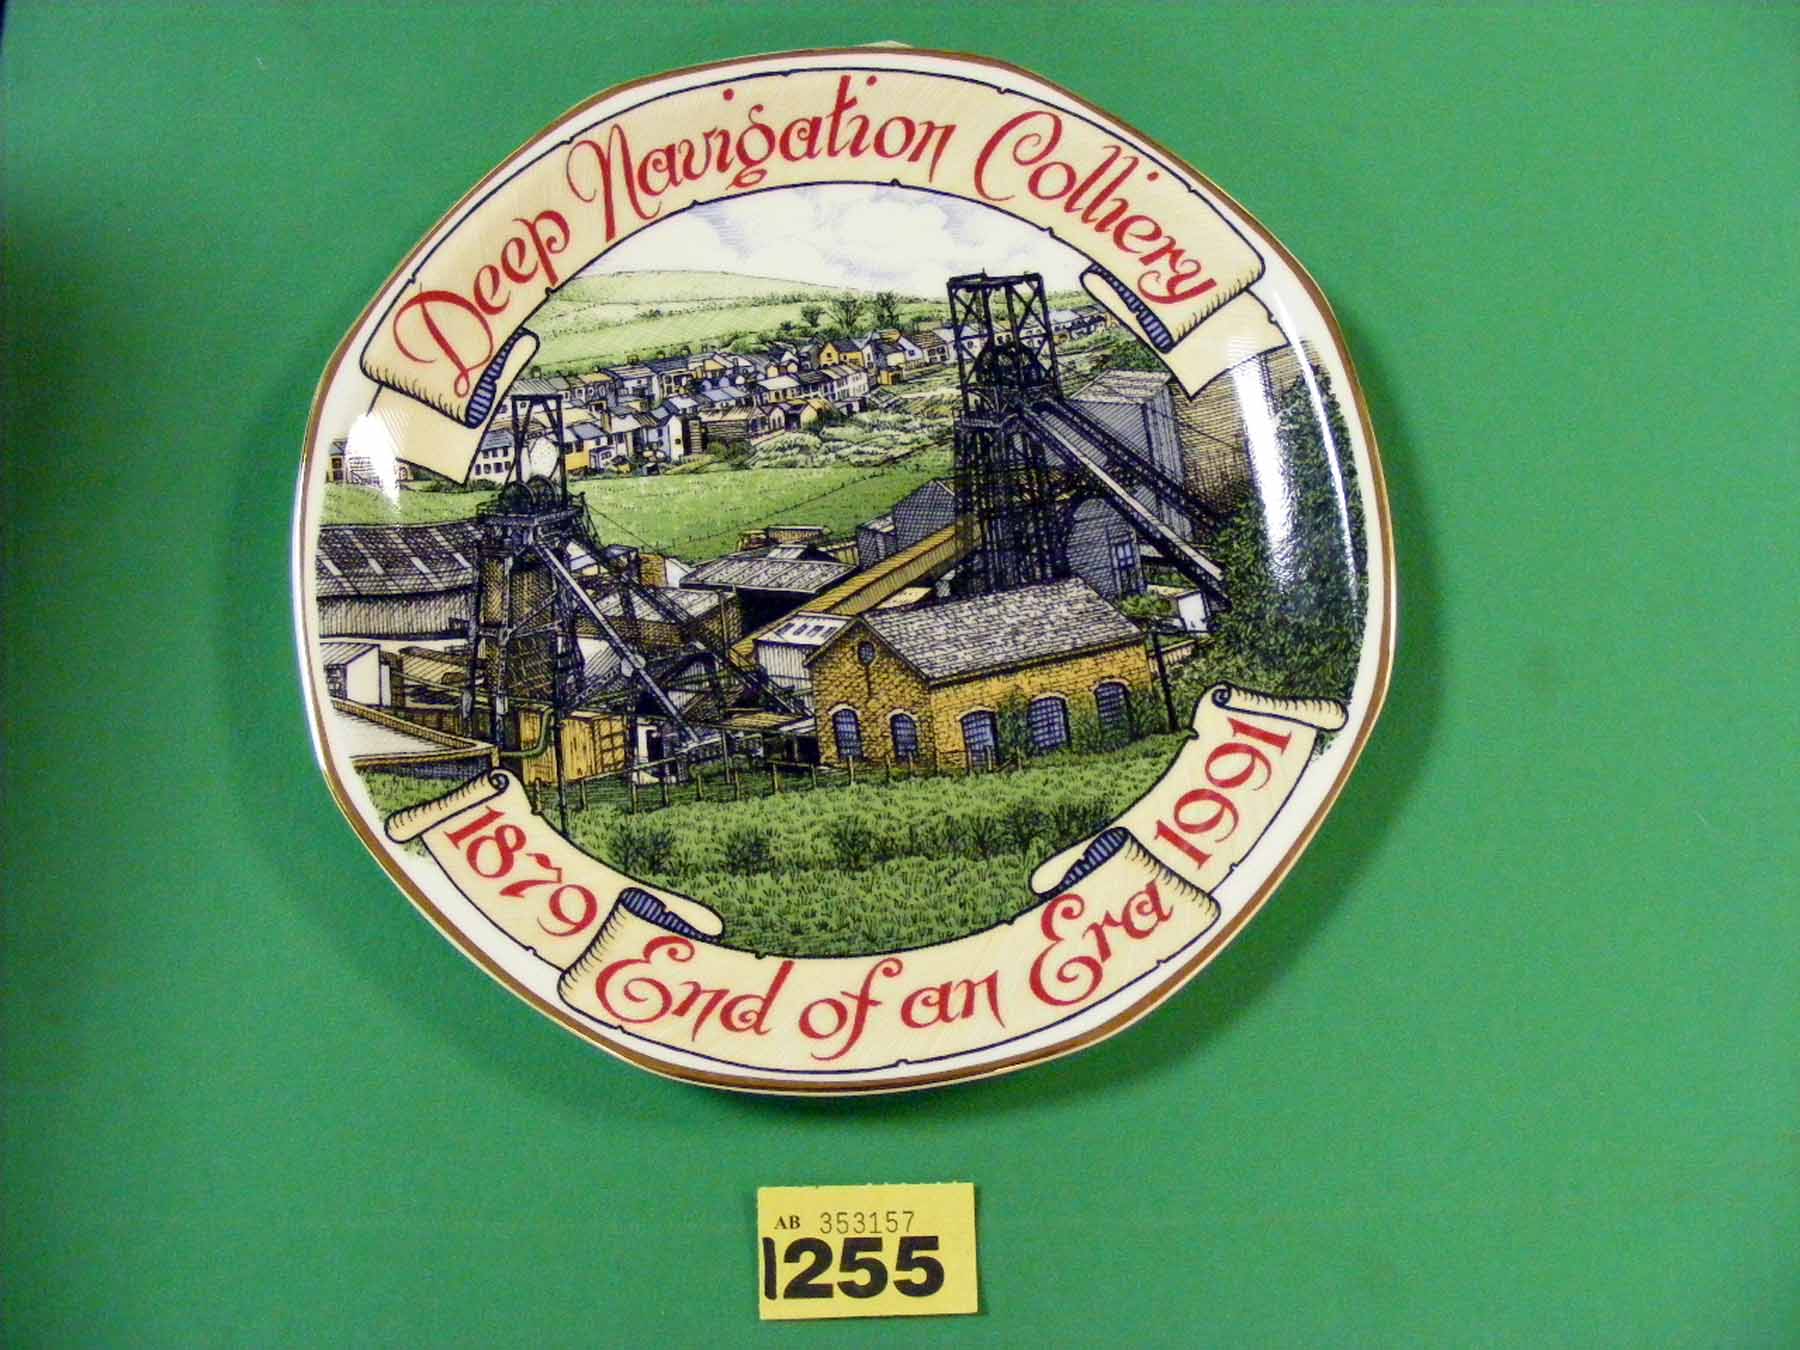 Deep Navigation Colliery
1879
End of an Era
1991
AB 353157
1255